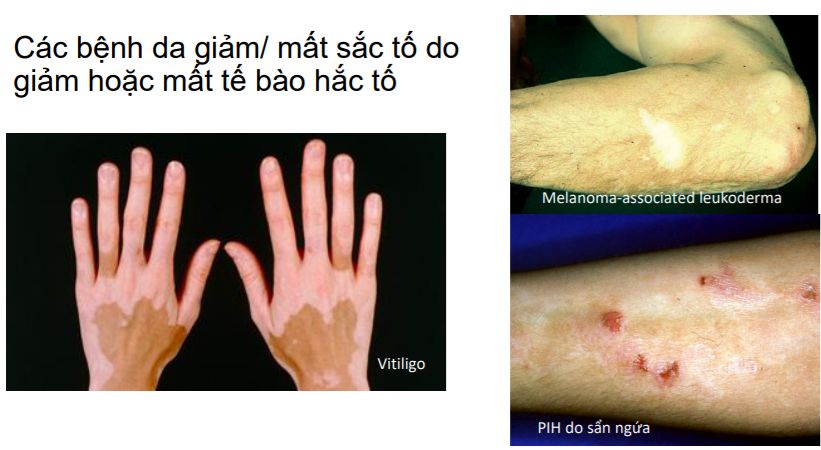 Các bệnh da giảm/ mất sắc tố do
giảm hoặc mất tế bào hắc tố
Melanoma-associated leukoderma
Vitiligo
PIH do sẩn ngứa